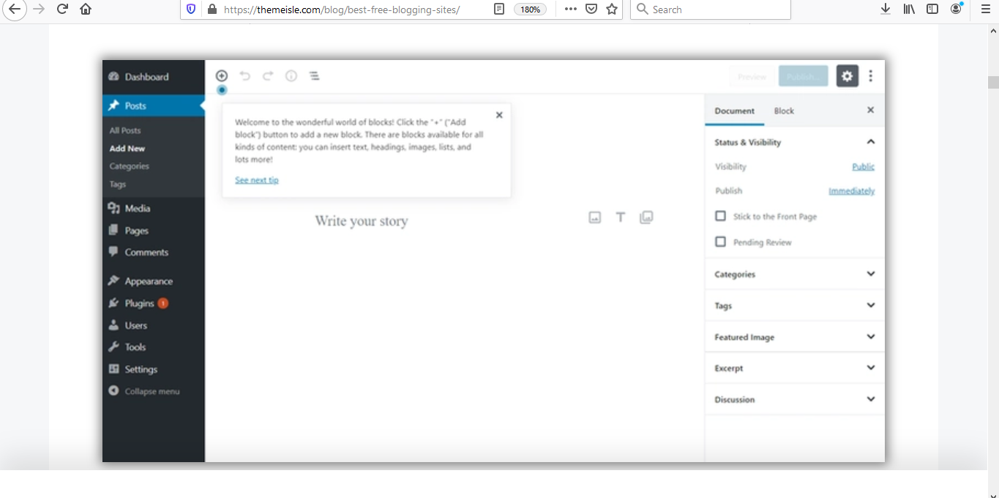 https://themeisle.com/blog/best-free-blogging-sites/
180%
Search
Dashboard
Posts
All Posts
Add New
Categories
Tags
Media
Pages
Comments
Appearance
Plugins 1
Users
Tools
Settings
Collapse menu
Preview
Publish...
Welcome to the wonderful world of blocks! Click the "+" ("Add
block") button to add a new block. There are blocks available for all
kinds of content: you can insert text, headings, images, lists, and
lots more!
See next tip
Write your story
Document Block
Status & Visibility
Visibility Public
Publish Immediately
Stick to the Front Page
Pending Review
Categories
Tags
Featured Image
Excerpt
Discussion